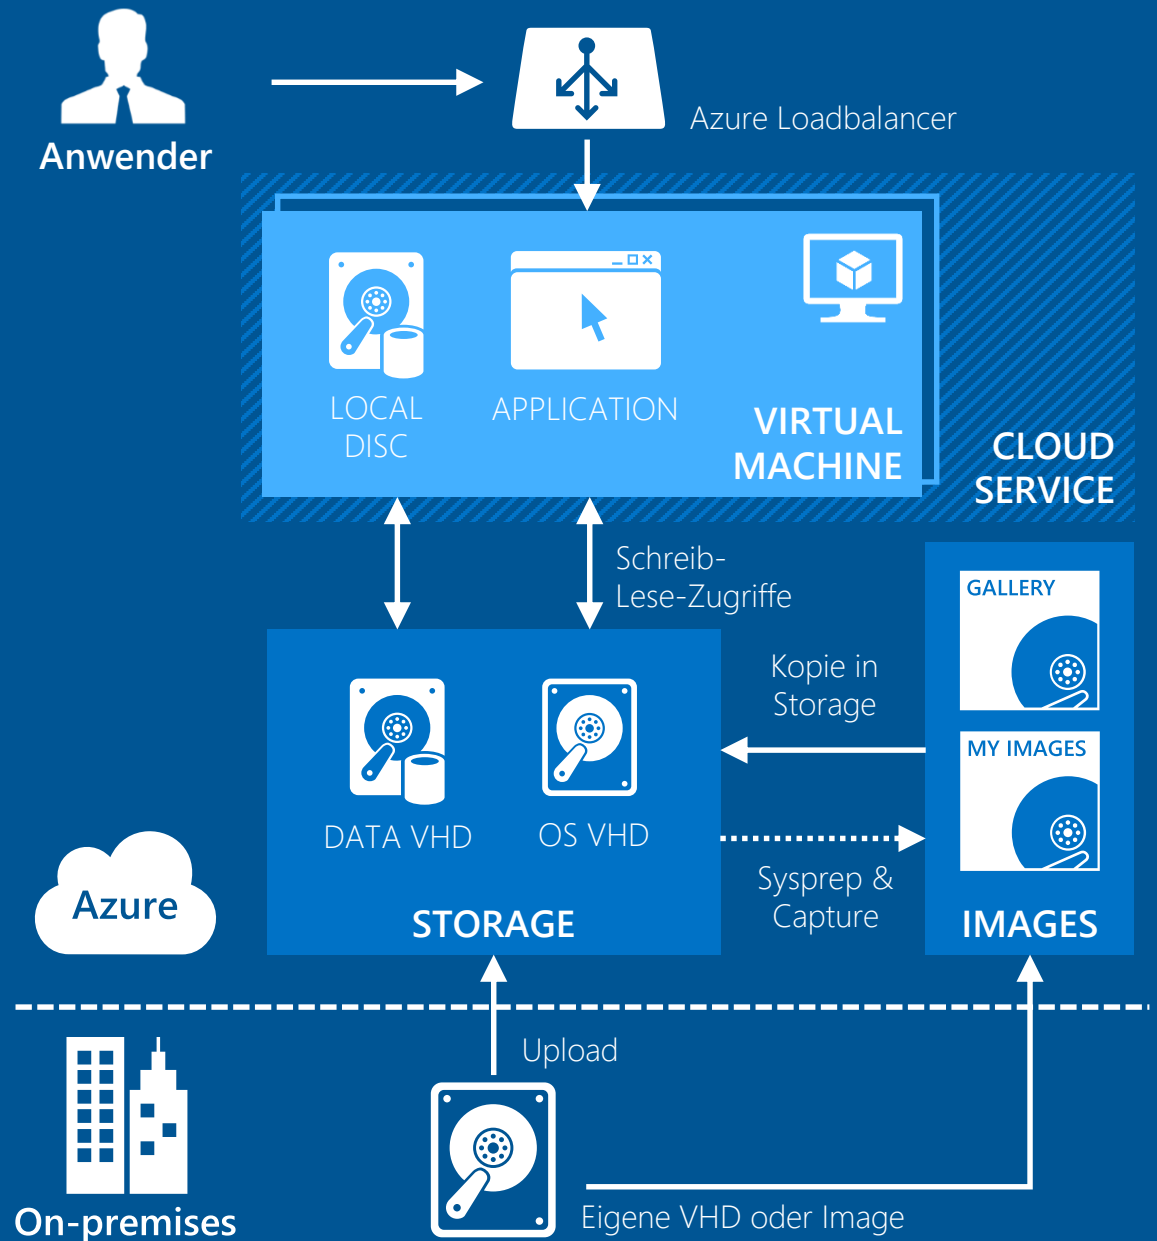 Anwender
Azure Loadbalancer
LOCAL
DISC
APPLICATION
VIRTUAL
MACHINE
CLOUD
SERVICE
Schreib-
Lese-Zugriffe
GALLERY
MY IMAGES
IMAGES
Kopie in
Storage
Sysprep &
Capture
DATA VHD
OS VHD
STORAGE
Azure
Upload
On-premises
Eigene VHD oder Image